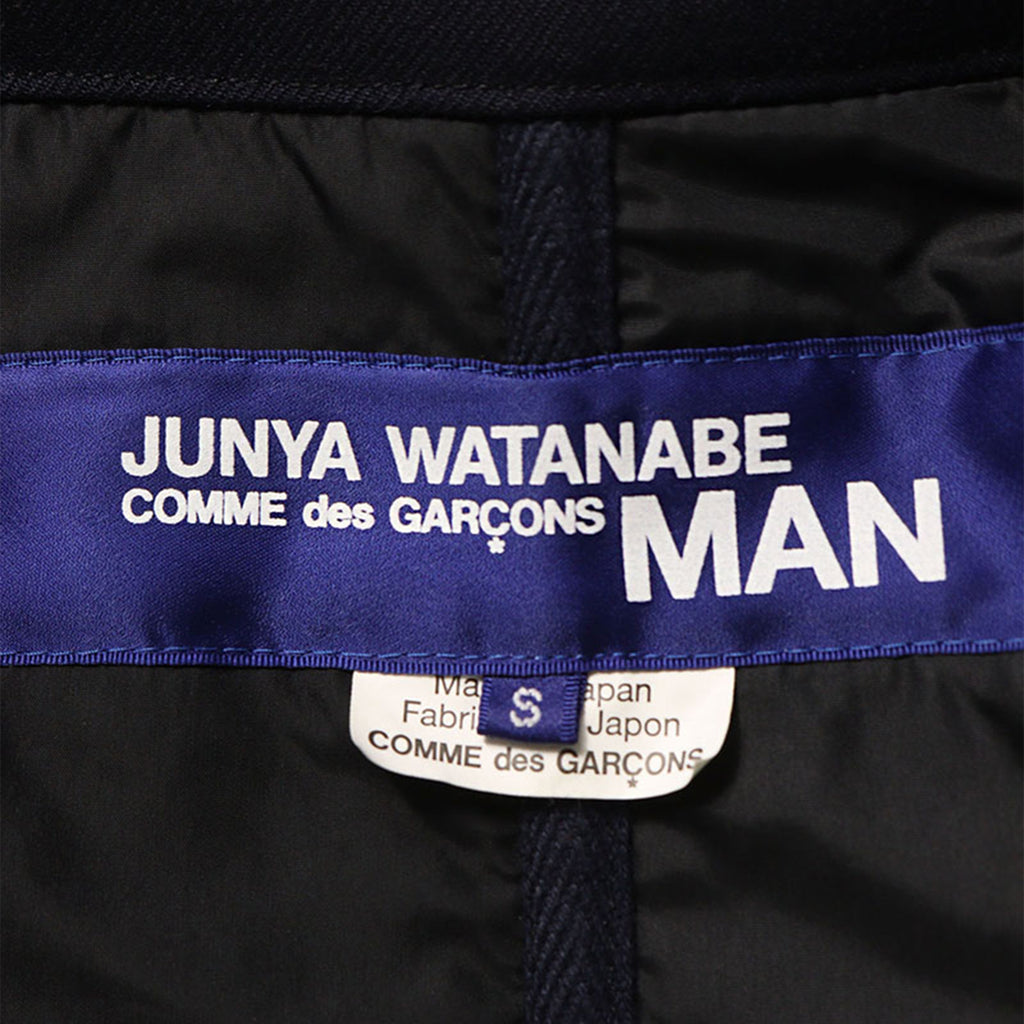 JUNYA WATANABE
COMME des GARÇONS MAN
S
Japon
COMME des GARÇONS